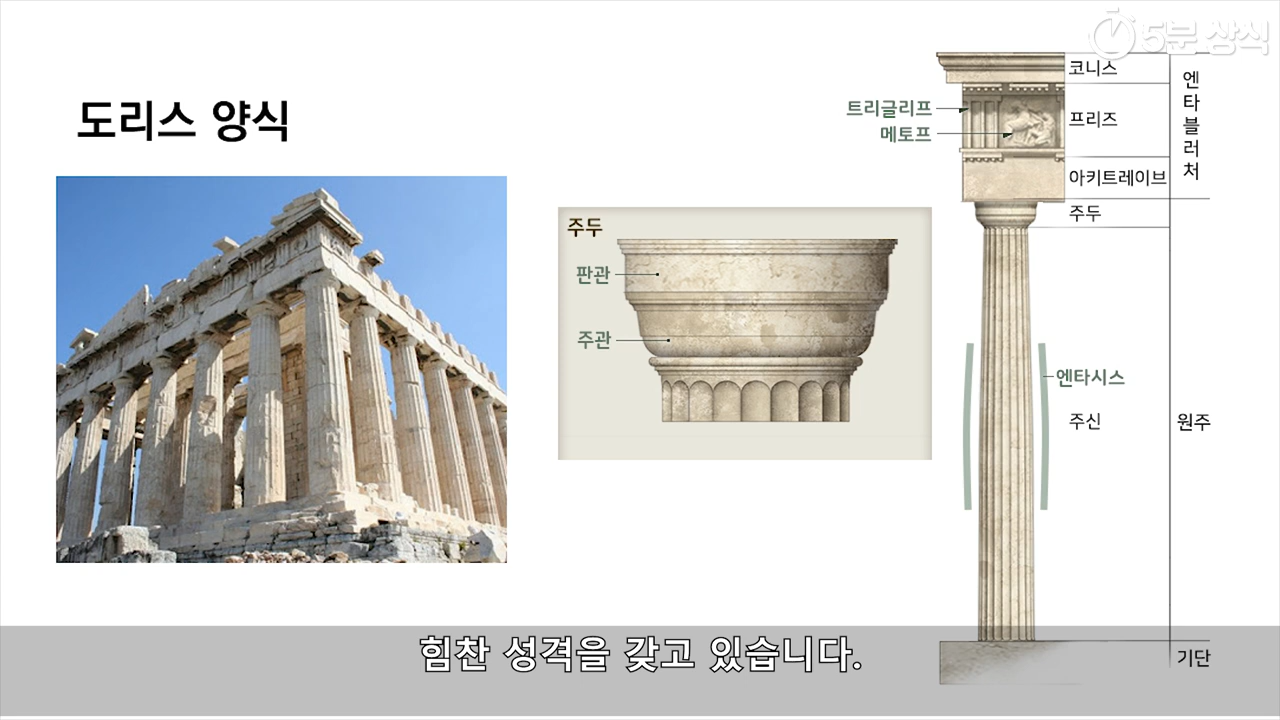 5분 상식
도리스 양식
주두
판관
주관
트리글리프
메토프
코니스
프리즈
아키트레이브
엔타블러처
주두
엔타시스
주신
원주
기단
힘찬 성격을 갖고 있습니다.